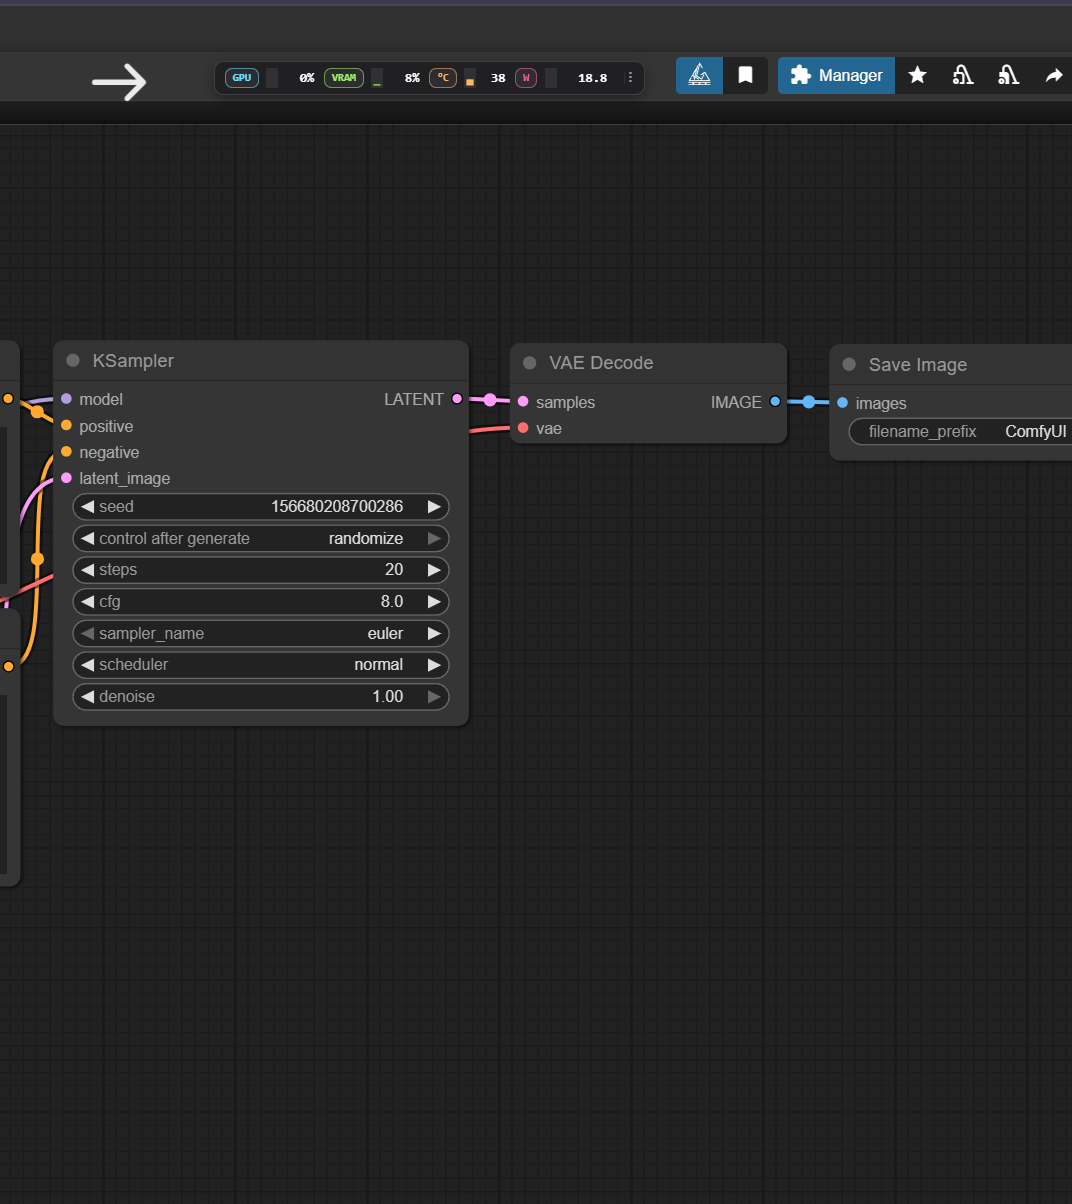 GPU 0% VRAM 8% °C 38 W 18.8
Manager
KSampler
model LATENT
positive
negative
latent_image
seed 156680208700286
control after generate randomize
steps 20
cfg 8.0
sampler_name euler
scheduler normal
denoise 1.00
VAE Decode
samples IMAGE
vae
Save Image
images
filename_prefix ComfyUI